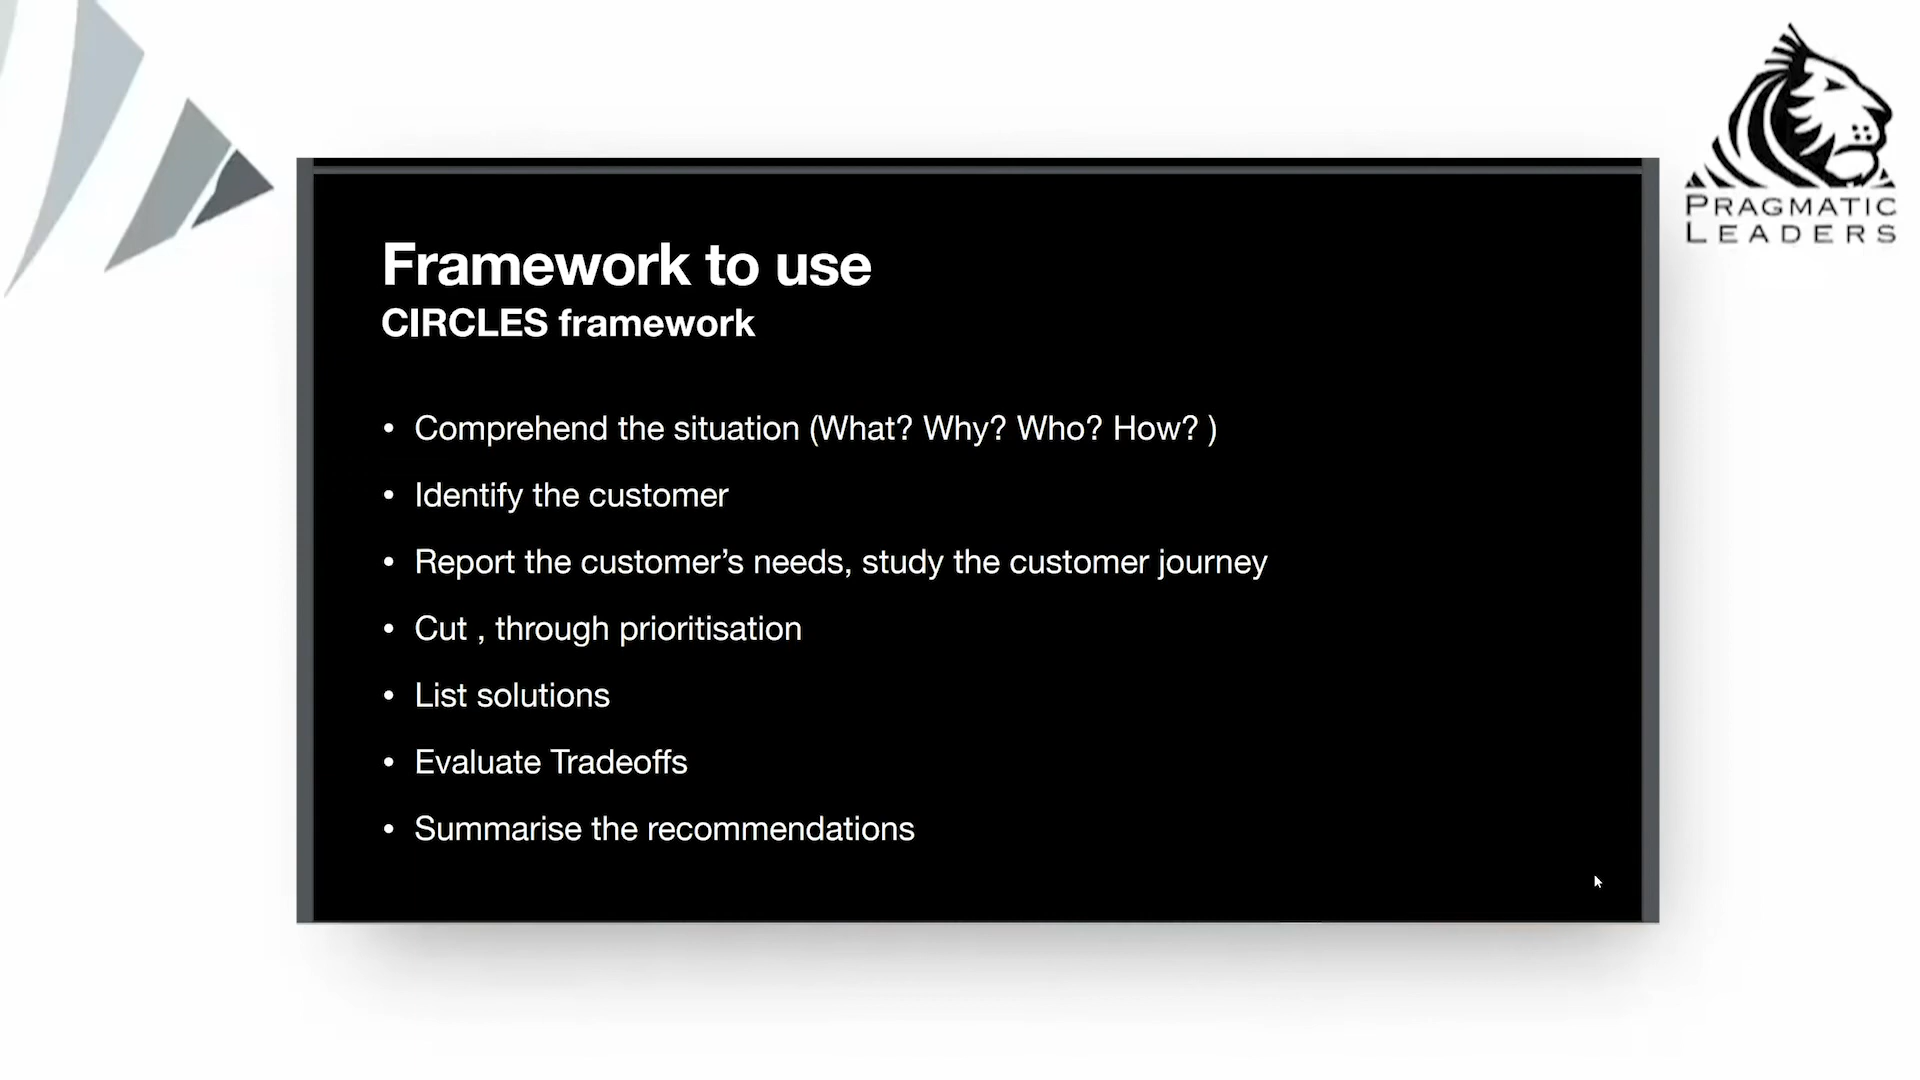 Framework to use
CIRCLES framework
• Comprehend the situation (What? Why? Who? How? )
• Identify the customer
• Report the customer’s needs, study the customer journey
• Cut , through prioritisation
• List solutions
• Evaluate Tradeoffs
• Summarise the recommendations
PRAGMATIC
LEADERS